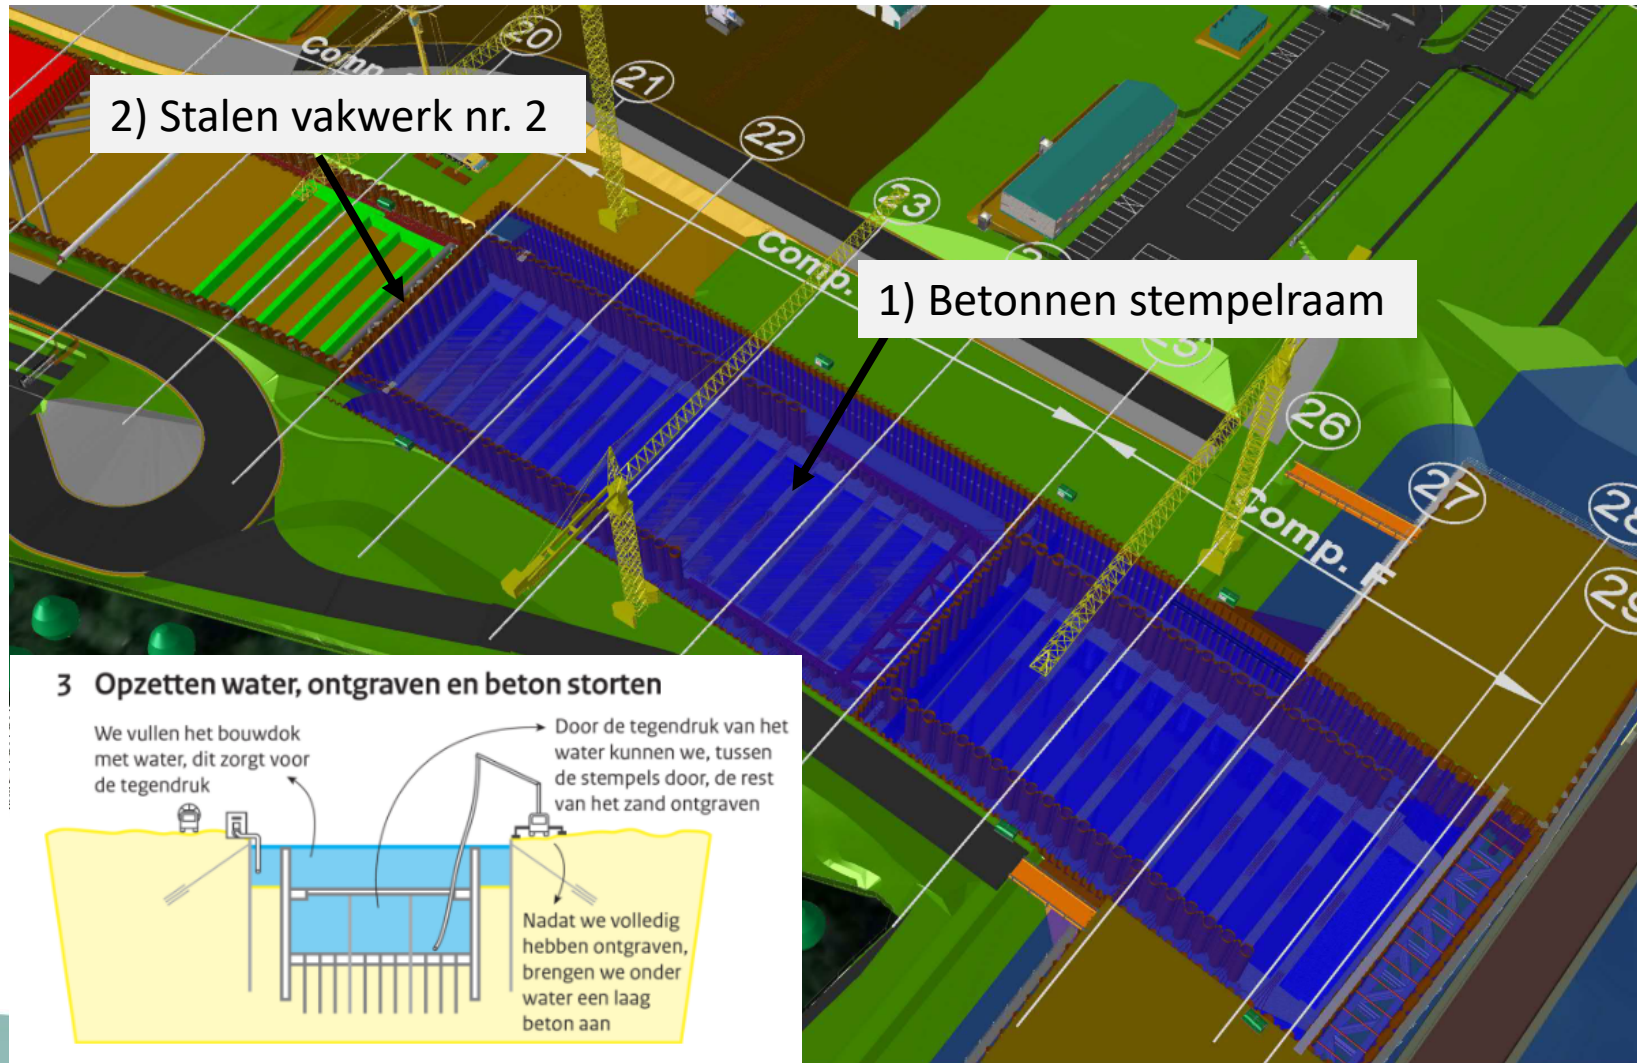 20
Comp.
21
2) Stalen vakwerk nr. 2
22
23
Comp.
1) Betonnen stempelraam
25
26
27
28
Comp. F
29
3 Opzetten water, ontgraven en beton storten
We vullen het bouwdok
met water, dit zorgt voor
de tegendruk
Door de tegendruk van het
water kunnen we, tussen
de stempels door, de rest
van het zand ontgraven
Nadat we volledig
hebben ontgraven,
brengen we onder
water een laag
beton aan